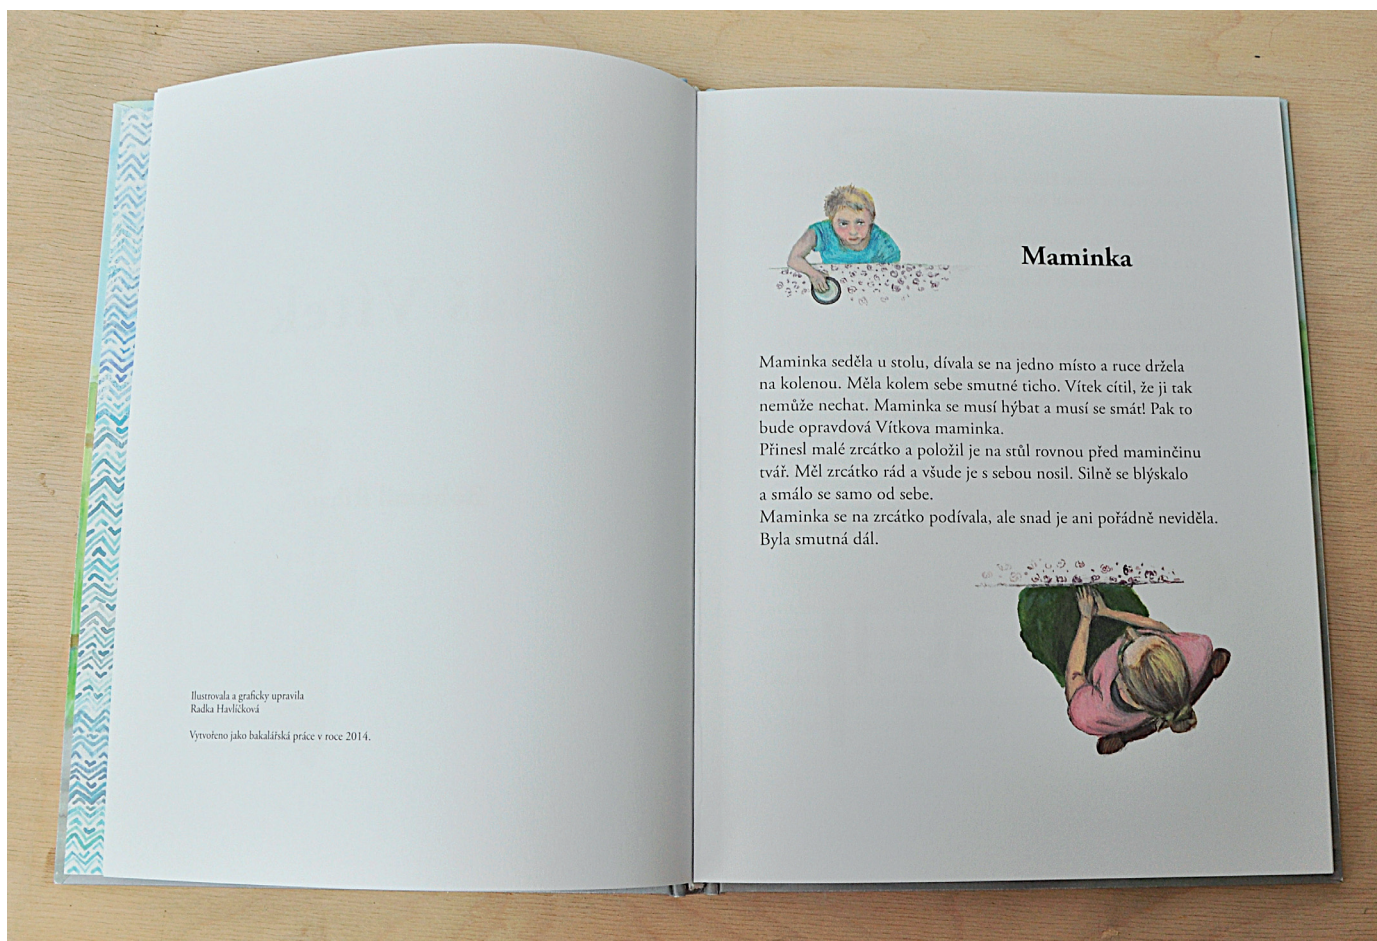 Ilustrovala a graficky upravila
Radka Havlíčková
Vytvořeno jako bakalářská práce v roce 2014.
Maminka
Maminka seděla u stolu, dívala se na jedno místo a ruce držela
na kolenou. Měla kolem sebe smutné ticho. Vítek cítil, že ji tak
nemůže nechat. Maminka se musí hýbat a musí se smát! Pak to
bude opravdová Vítkova maminka.
Přinesl malé zrcátko a položil je na stůl rovnou před maminčinu
tvář. Měl zrcátko rád a všude je s sebou nosil. Silně se blýskalo
a smálo se samo od sebe.
Maminka se na zrcátko podívala, ale snad je ani pořádně neviděla.
Byla smutná dál.